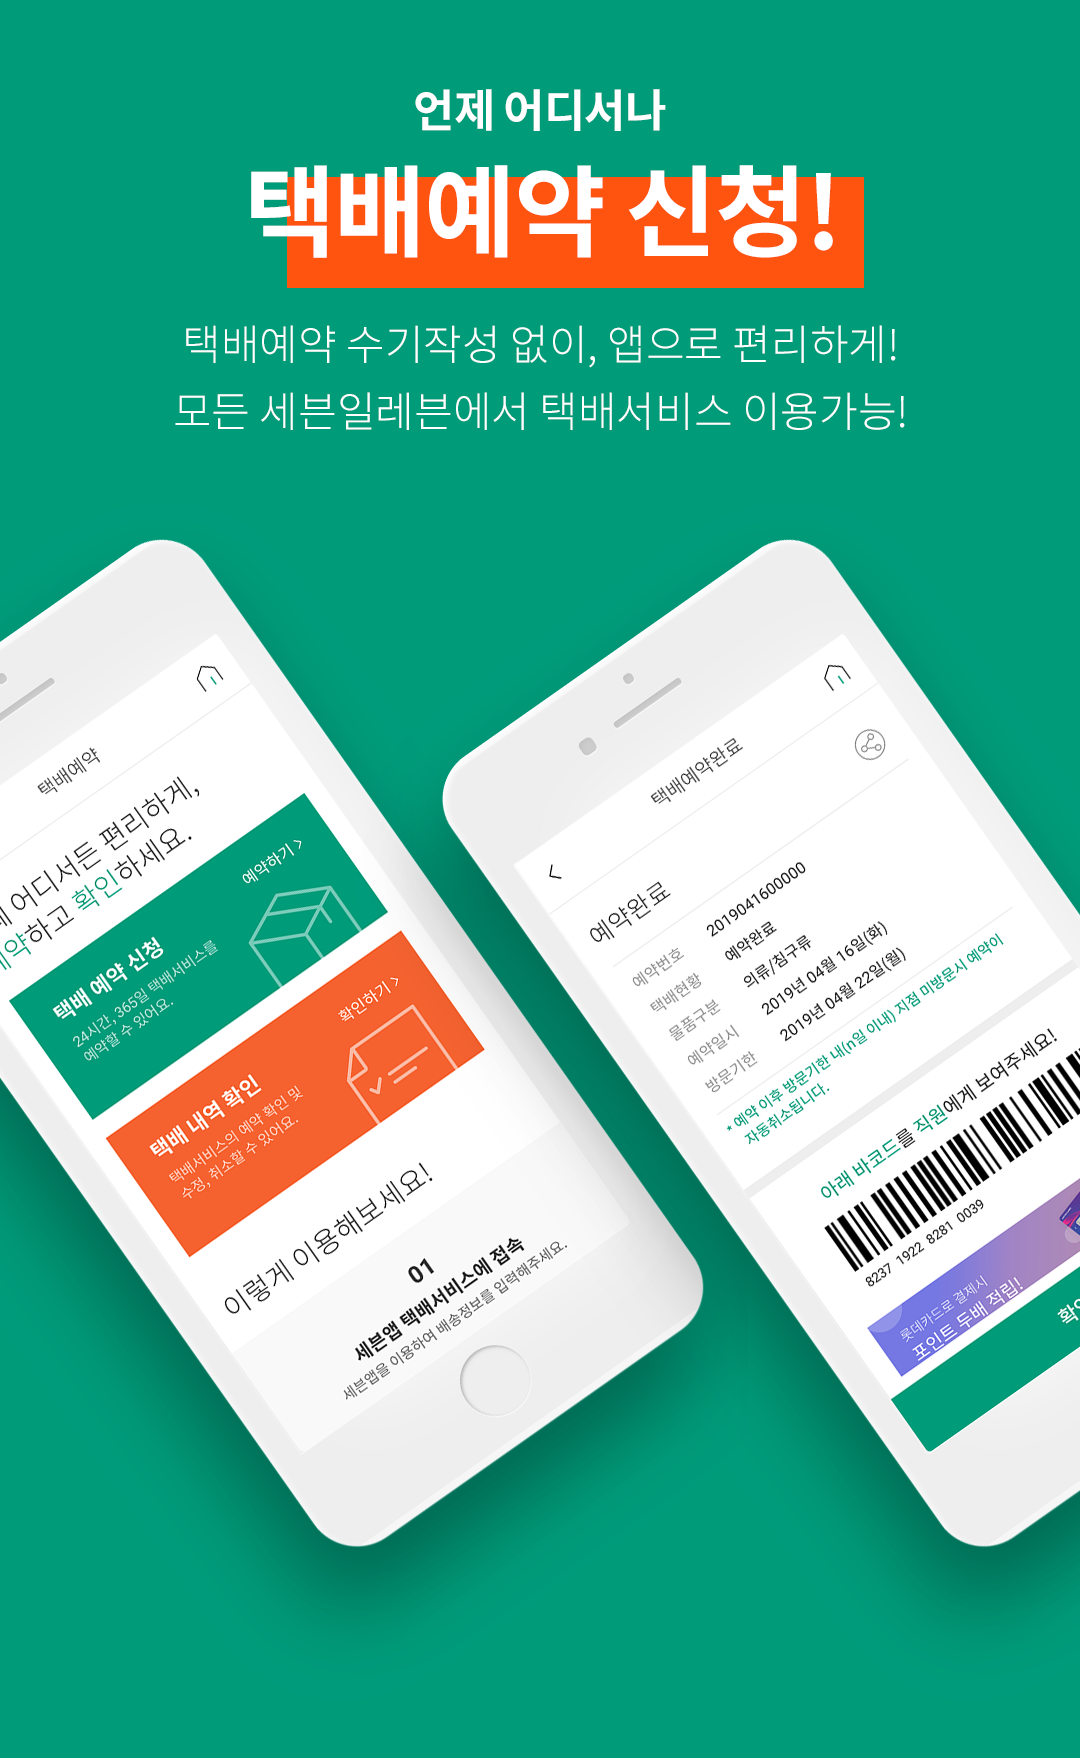 언제 어디서나
택배예약 신청!
택배예약 수기작성 없이, 앱으로 편리하게!
모든 세븐일레븐에서 택배서비스 이용가능!
택배예약
어디서든 편리하게,
약하고 확인하세요.
예약하기 >
택배 예약 신청
24시간, 365일 택배서비스를
예약할 수 있어요.
확인하기 >
택배 내역 확인
택배서비스의 예약 확인 및
수정, 취소할 수 있어요.
이렇게 이용해보세요!
01
세븐앱 택배서비스에 접속
세븐앱을 이용하여 배송정보를 입력해주세요.
택배예약완료
예약완료
예약번호 2019041600000
택배현황 예약완료
물품구분 의류/침구류
예약일시 2019년 04월 16일(화)
방문기한 2019년 04월 22일(월)
* 예약 이후 방문기한 내(n일 이내) 지점 미방문시 예약이
자동취소됩니다.
아래 바코드를 직원에게 보여주세요!
8237 1922 8281 0039
롯데카드로 결제시
포인트 두배 적립!
확인